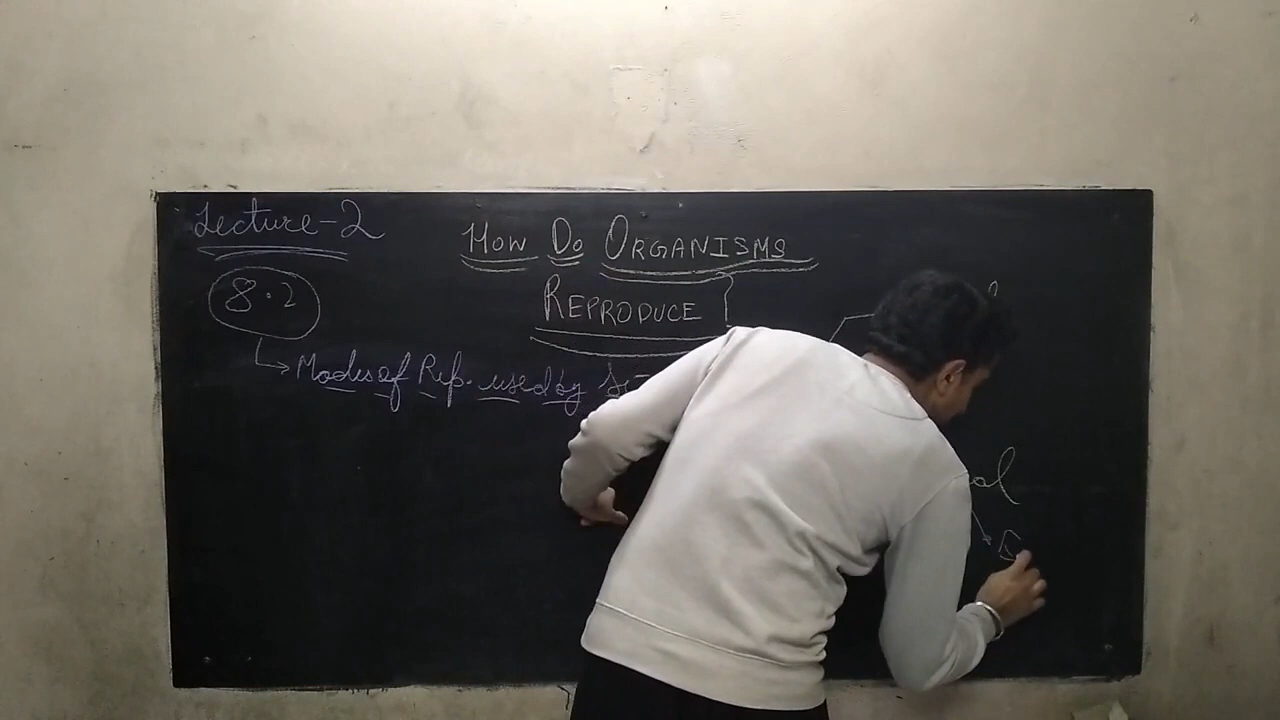 Lecture-2
HOW DO ORGANISMS
REPRODUCE
8.2
Modes of Rep. used by